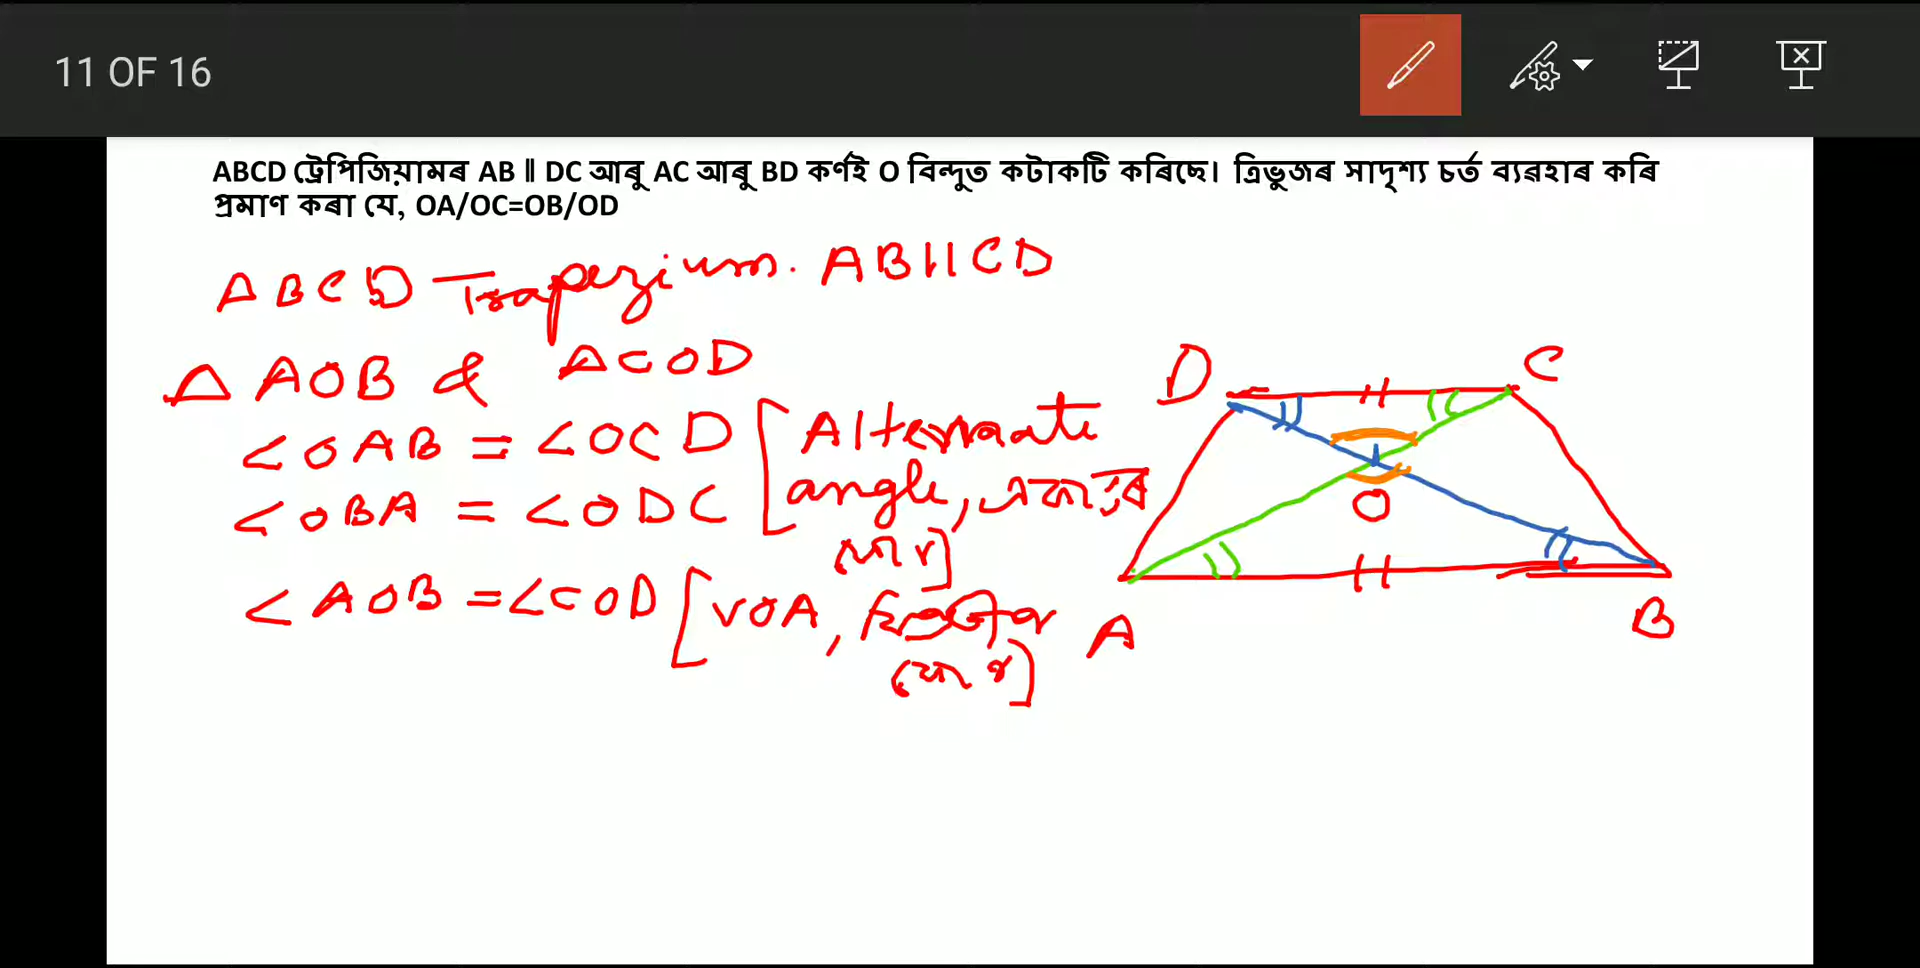 11 OF 16
ABCD ট্ৰেপিজিয়ামৰ AB ∥ DC আৰু AC আৰু BD কৰ্ণই O বিন্দুত কটাকটি কৰিছে। ত্ৰিভুজৰ সাদৃশ্য চৰ্ত ব্যৱহাৰ কৰি
প্ৰমাণ কৰা যে, OA/OC=OB/OD
ABCD Trapezium. AB||CD
Δ AOB & ΔCOD
<OAB = <OCD [Alternate
<OBA = <ODC angle,
কোণ]
<AOB = <COD [VOA,
কোণ]
D C
O
A B